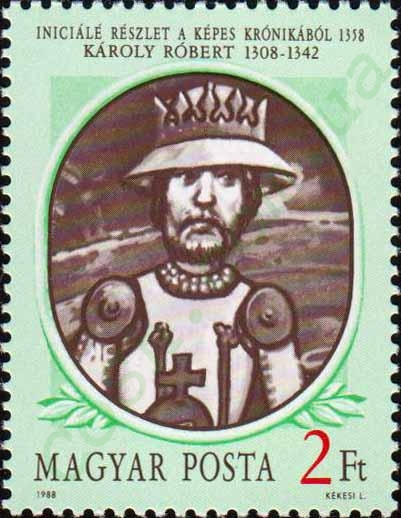 INICIÁLÉ RÉSZLET A KÉPES KRÓNIKÁBÓL 1358
KÁROLY RÓBERT 1308-1342
MAGYAR POSTA 2 Ft
1988 KÉKESI L.